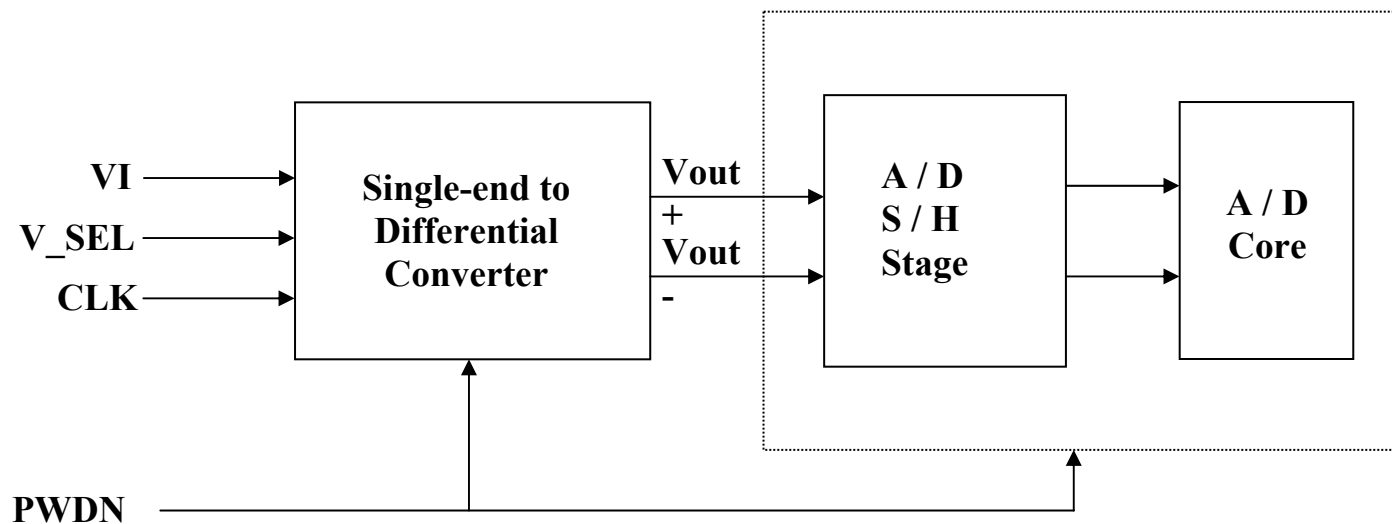 VI
V_SEL
CLK
Single-end to
Differential
Converter
Vout
+
Vout
-
A / D
S / H
Stage
A / D
Core
PWDN